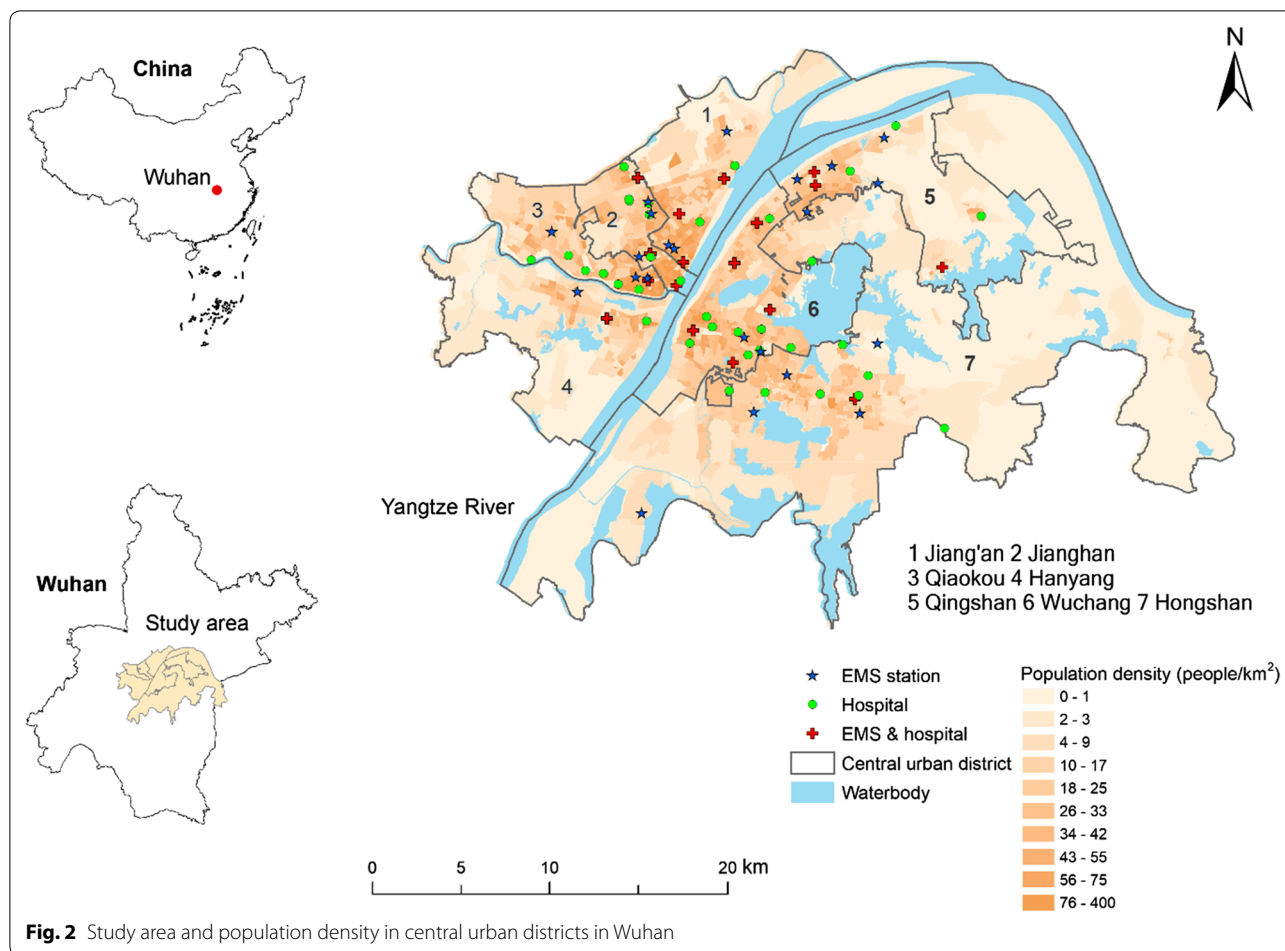 China
Wuhan
N
1
2
3
4
5
6
7
Yangtze River
Wuhan
Study area
1 Jiang'an 2 Jianghan
3 Qiaokou 4 Hanyang
5 Qingshan 6 Wuchang 7 Hongshan
EMS station
Hospital
EMS & hospital
Central urban district
Waterbody
Population density (people/km²)
0 - 1
2 - 3
4 - 9
10 - 17
18 - 25
26 - 33
34 - 42
43 - 55
56 - 75
76 - 400
0 5 10 20 km
Fig. 2 Study area and population density in central urban districts in Wuhan